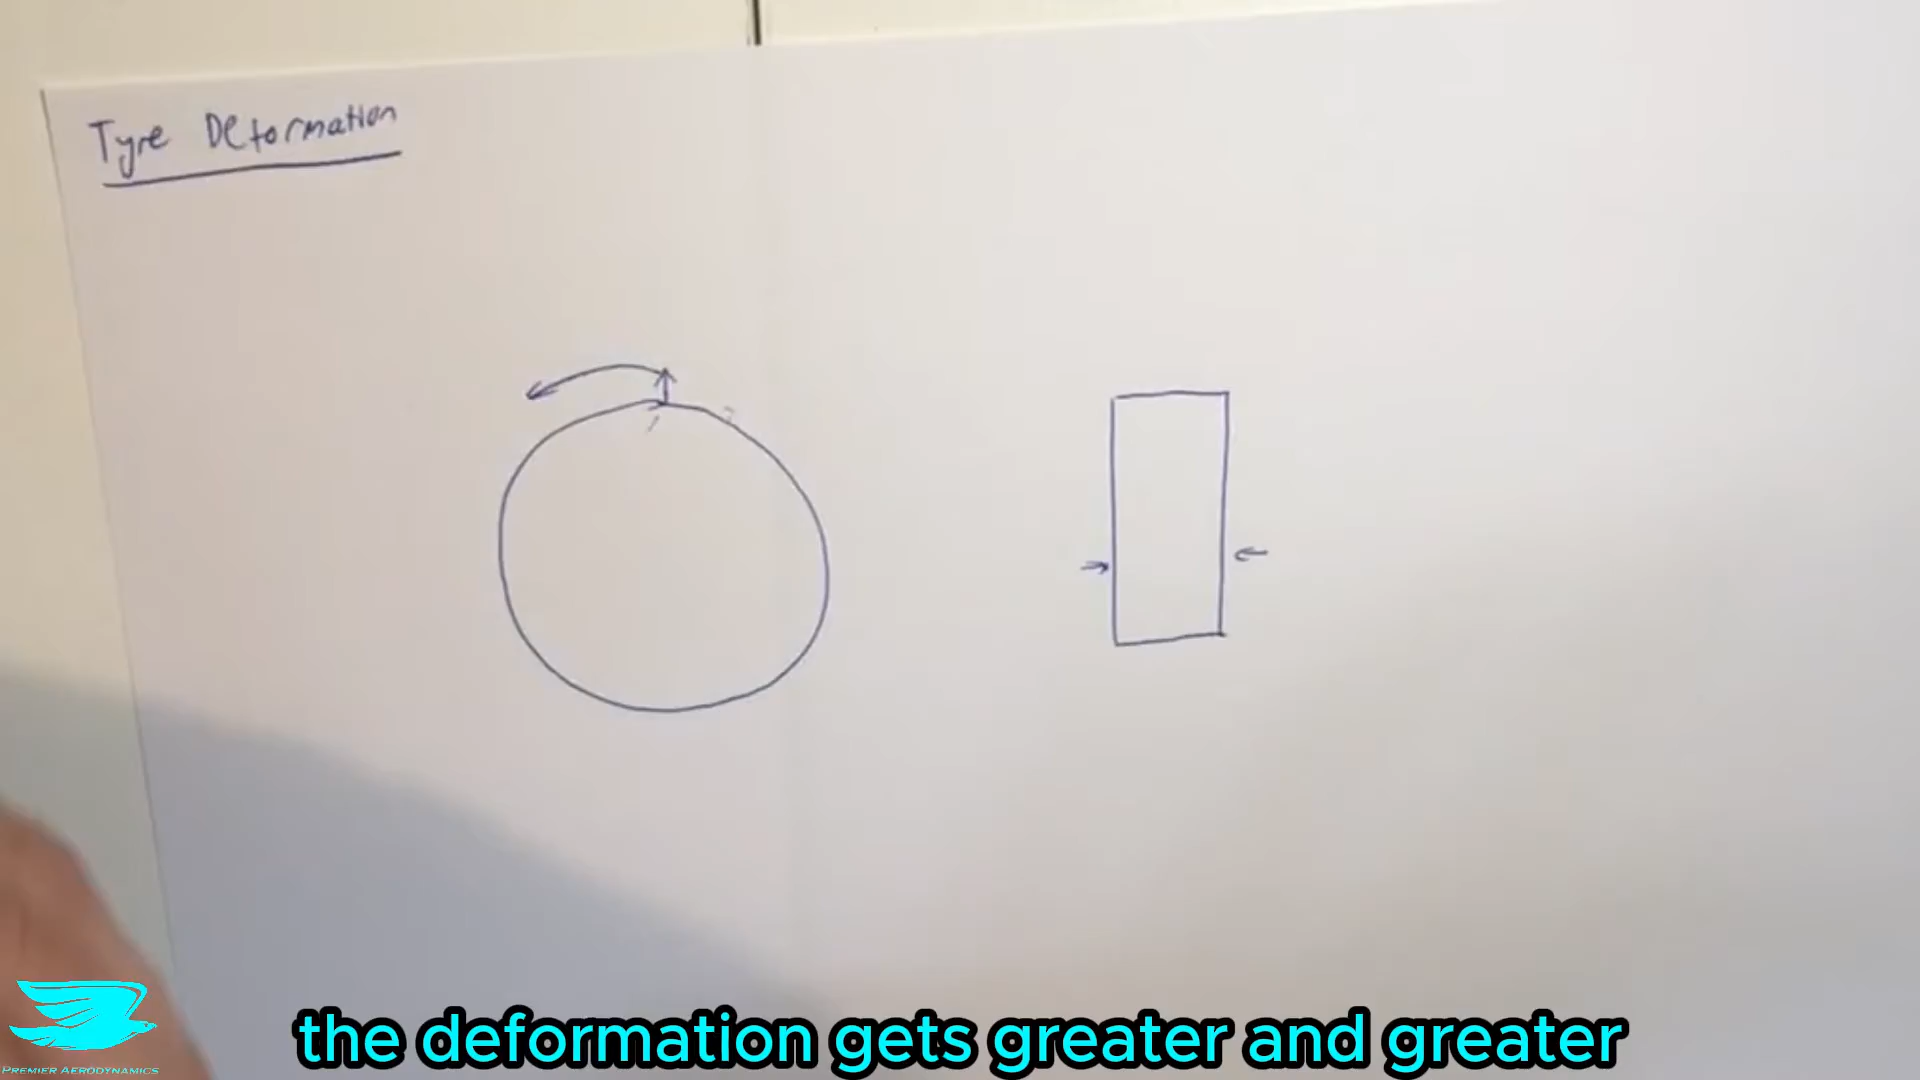 Tyre Deformation
the deformation gets greater and greater
PREMIER AERODYNAMICS